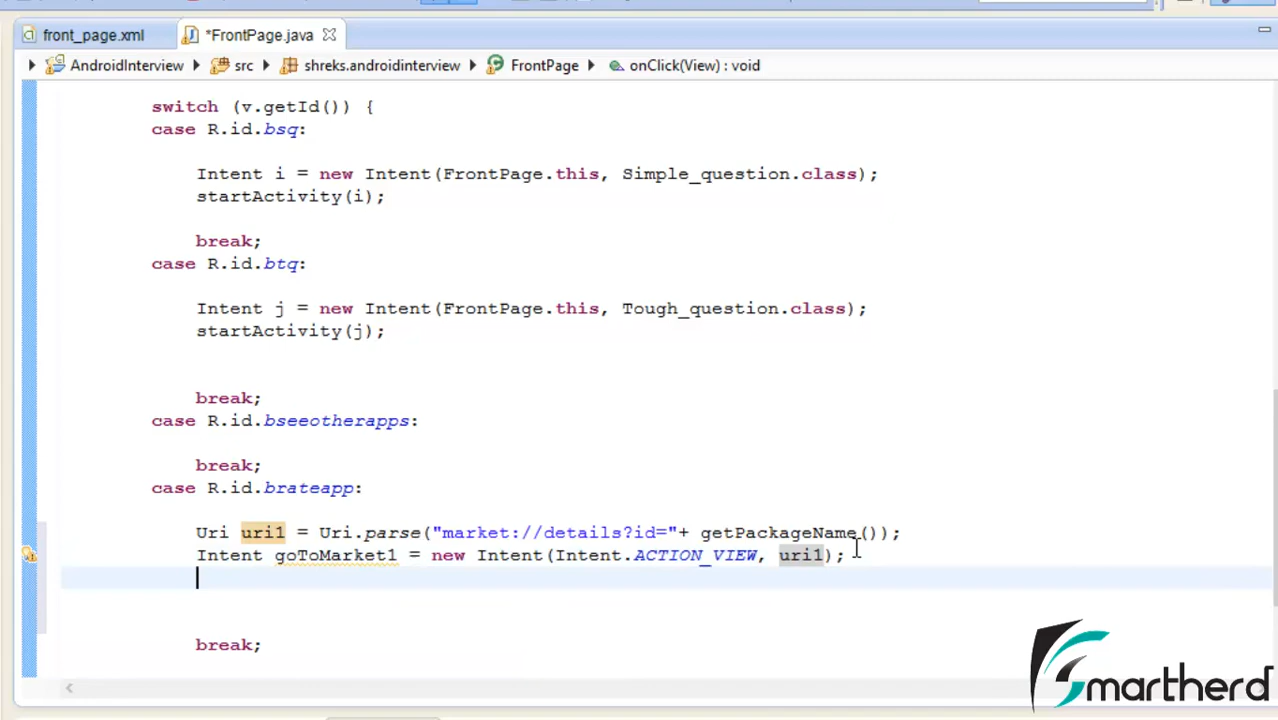 front_page.xml
*FrontPage.java
AndroidInterview src shreks.androidinterview FrontPage onClick(View) : void
switch (v.getId()) {
case R.id.bsq:
Intent i = new Intent(FrontPage.this, Simple_question.class);
startActivity(i);
break;
case R.id.btq:
Intent j = new Intent(FrontPage.this, Tough_question.class);
startActivity(j);
break;
case R.id.bseeotherapps:
break;
case R.id.brateapp:
Uri uri1 = Uri.parse("market://details?id="+ getPackageName());
Intent goToMarket1 = new Intent(Intent.ACTION_VIEW, uri1);
break;
Smartherd